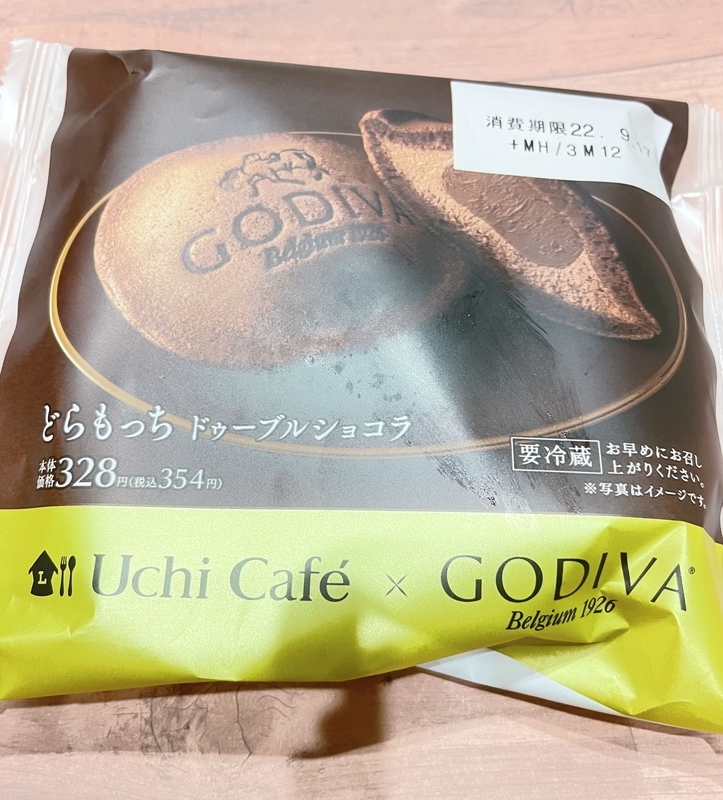 消費期限22. 9.
+MH/3M12
GODIVA
Belgium 1926
どらもっち ドゥーブルショコラ
本体価格328円(税込354円)
要冷蔵 お早めにお召し上がりください。
※写真はイメージです。
Uchi Café × GODIVA®
Belgium 1926
L